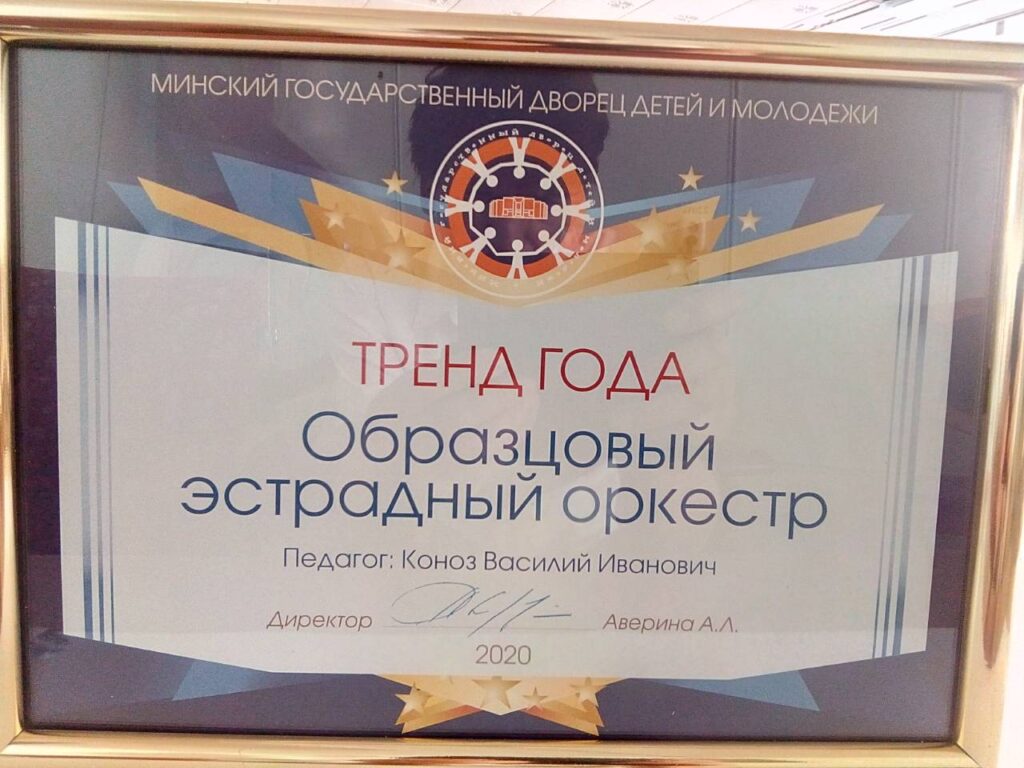 МИНСКИЙ ГОСУДАРСТВЕННЫЙ ДВОРЕЦ ДЕТЕЙ И МОЛОДЕЖИ
ТРЕНД ГОДА
Образцовый
эстрадный оркестр
Педагог: Коноз Василий Иванович
Директор Аверина А.Л.
2020